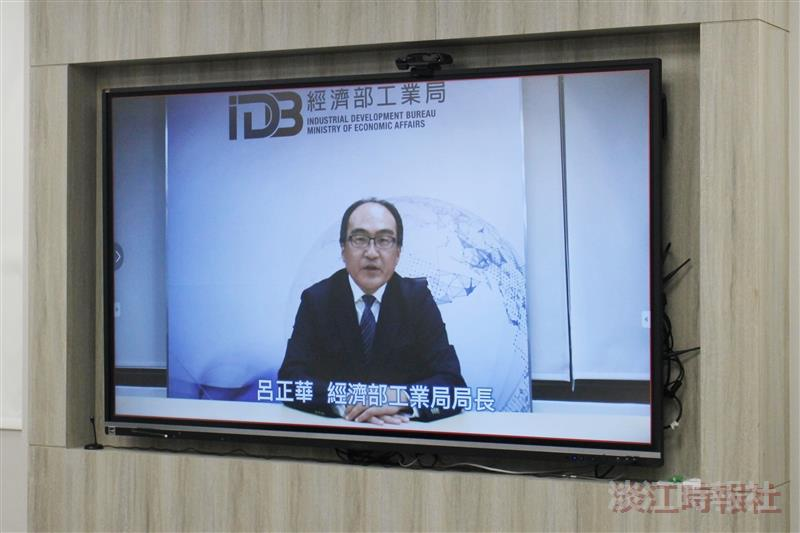 iDB 經濟部工業局
INDUSTRIAL DEVELOPMENT BUREAU
MINISTRY OF ECONOMIC AFFAIRS
呂正華 經濟部工業局局長
淡江時報社